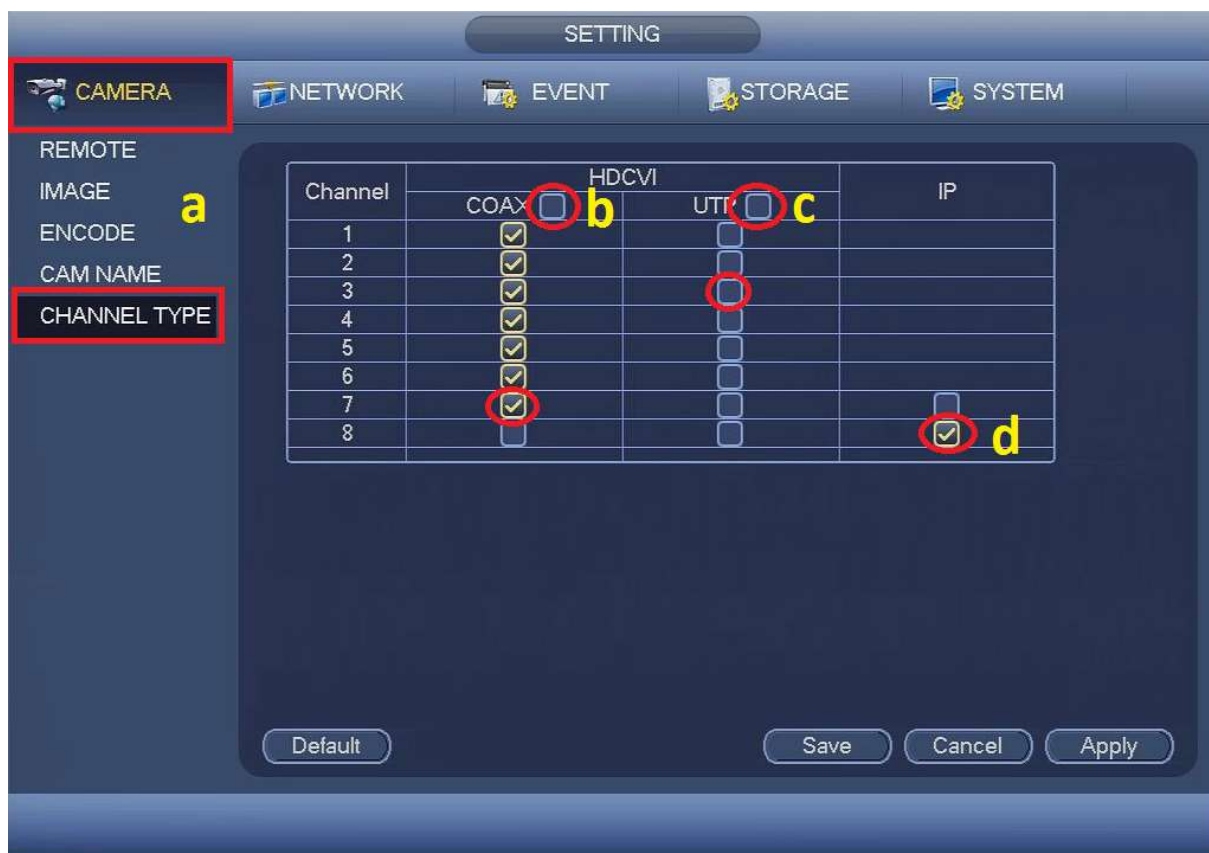 SETTING
CAMERA NETWORK EVENT STORAGE SYSTEM
REMOTE
IMAGE
ENCODE
CAM NAME
CHANNEL TYPE
a
Channel HDCVI IP
COAX b UTP c
1
2
3
4
5
6
7
8 d
Default Save Cancel Apply